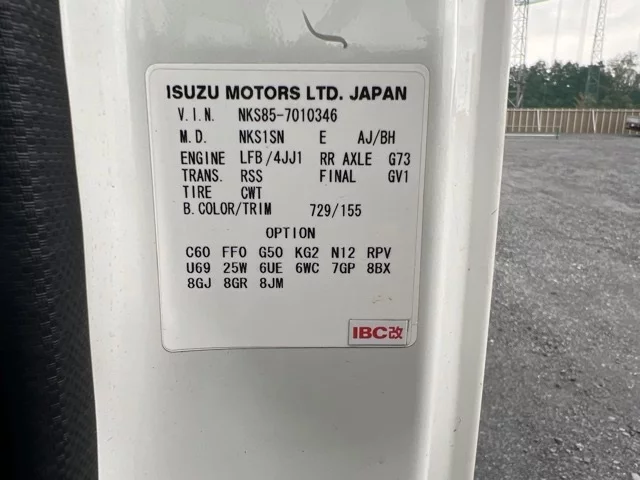 ISUZU MOTORS LTD. JAPAN
V.I.N. NKS85-7010346
M.D. NKS1SN E AJ/BH
ENGINE LFB/4JJ1 RR AXLE G73
TRANS. RSS FINAL GV1
TIRE CWT
B.COLOR/TRIM 729/155
OPTION
C60 FF0 G50 KG2 N12 RPV
U69 25W 6UE 6WC 7GP 8BX
8GJ 8GR 8JM
IBC改